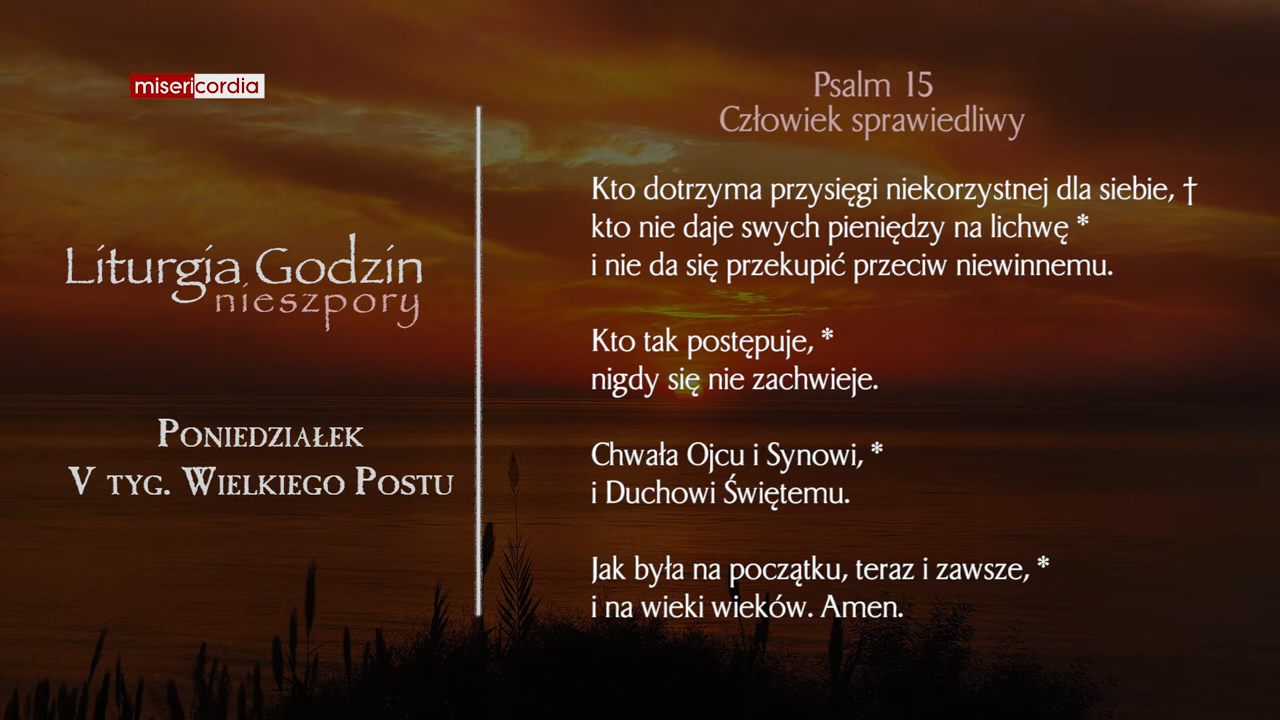 misericordia
Liturgia Godzin
nieszpory
Poniedziałek
V tyg. Wielkiego Postu
Psalm 15
Człowiek sprawiedliwy
Kto dotrzyma przysięgi niekorzystnej dla siebie, †
kto nie daje swych pieniędzy na lichwę *
i nie da się przekupić przeciw niewinnemu.
Kto tak postępuje, *
nigdy się nie zachwieje.
Chwała Ojcu i Synowi, *
i Duchowi Świętemu.
Jak była na początku, teraz i zawsze, *
i na wieki wieków. Amen.